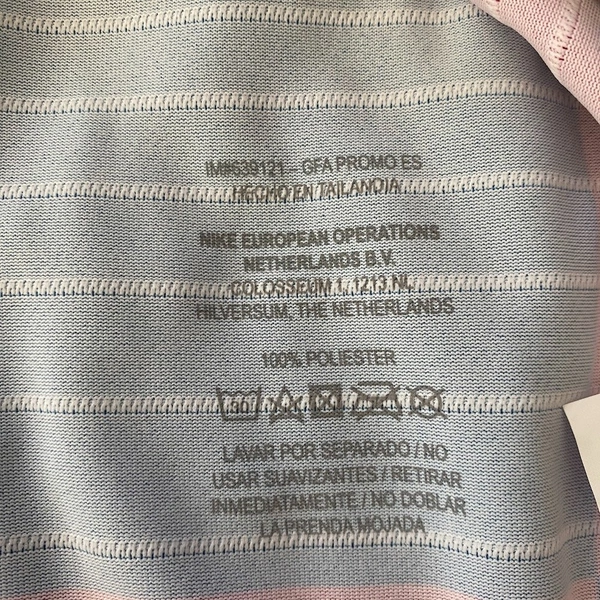 IM#639121 - GFA PROMO ES
HECHO EN TAILANDIA
NIKE EUROPEAN OPERATIONS
NETHERLANDS B.V.
COLOSSEUM 1, 1213 NL
HILVERSUM, THE NETHERLANDS
100% POLIESTER
30
LAVAR POR SEPARADO / NO
USAR SUAVIZANTES / RETIRAR
INMEDIATAMENTE / NO DOBLAR
LA PRENDA MOJADA